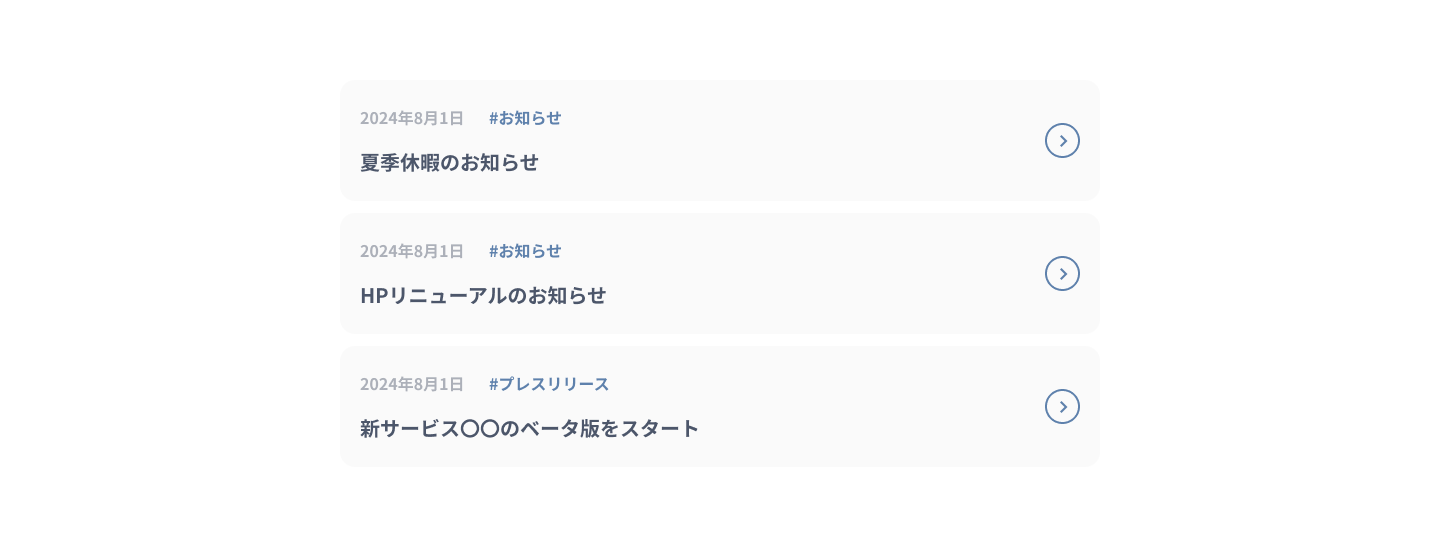 2024年8月1日 #お知らせ
夏季休暇のお知らせ
2024年8月1日 #お知らせ
HPリニューアルのお知らせ
2024年8月1日 #プレスリリース
新サービス〇〇のベータ版をスタート